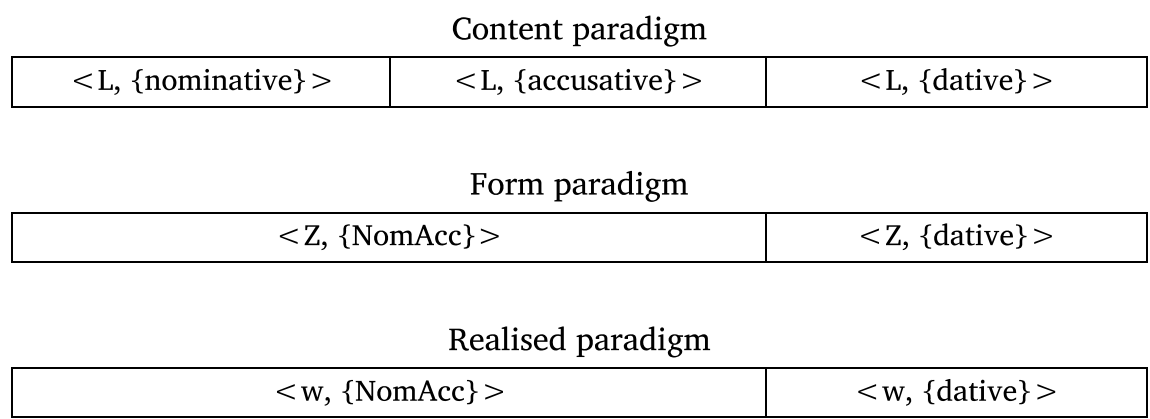 Content paradigm
<L, {nominative}> <L, {accusative}> <L, {dative}>
Form paradigm
<Z, {NomAcc}> <Z, {dative}>
Realised paradigm
<w, {NomAcc}> <w, {dative}>